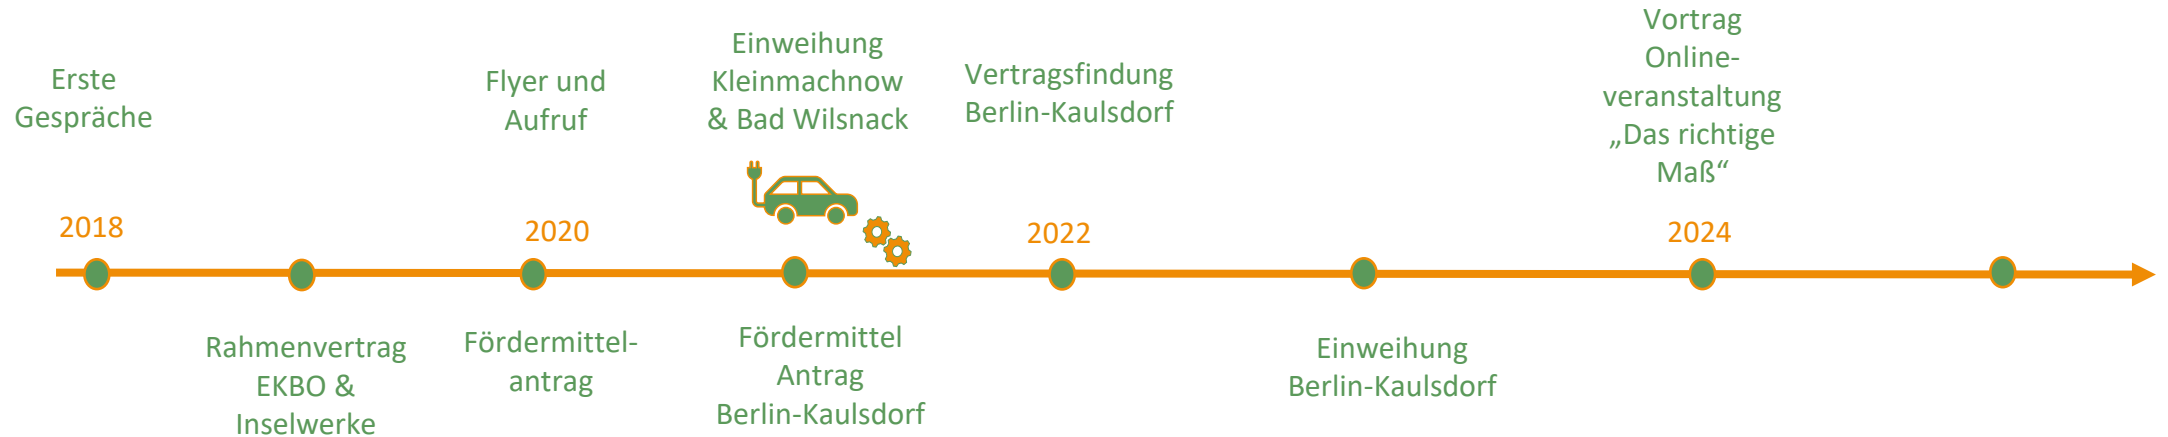 Erste
Gespräche
Flyer und
Aufruf
Einweihung
Kleinmachnow
& Bad Wilsnack
Vertragsfindung
Berlin-Kaulsdorf
Vortrag
Online-
veranstaltung
„Das richtige
Maß“
2018
2020
2022
2024
Rahmenvertrag
EKBO &
Inselwerke
Fördermittel-
antrag
Fördermittel
Antrag
Berlin-Kaulsdorf
Einweihung
Berlin-Kaulsdorf